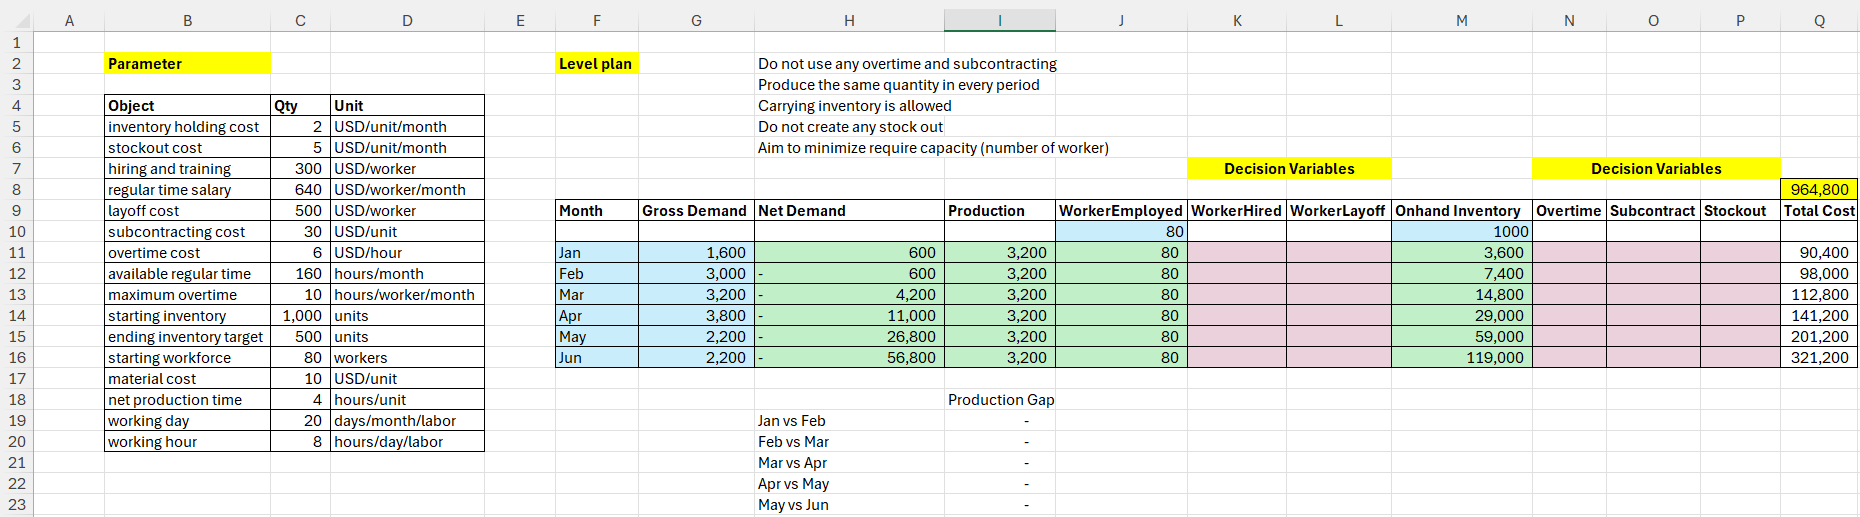 A B C D E F G H I J K L M N O P Q
1
2 Parameter Level plan Do not use any overtime and subcontracting
3 Produce the same quantity in every period
4 Object Qty Unit Carrying inventory is allowed
5 inventory holding cost 2 USD/unit/month Do not create any stock out
6 stockout cost 5 USD/unit/month Aim to minimize require capacity (number of worker)
7 hiring and training 300 USD/worker Decision Variables Decision Variables
8 regular time salary 640 USD/worker/month 964,800
9 layoff cost 500 USD/worker Month Gross Demand Net Demand Production WorkerEmployed WorkerHired WorkerLayoff Onhand Inventory Overtime Subcontract Stockout Total Cost
10 subcontracting cost 30 USD/unit 80 1000
11 overtime cost 6 USD/hour Jan 1,600 600 3,200 80 3,600 90,400
12 available regular time 160 hours/month Feb 3,000 - 600 3,200 80 7,400 98,000
13 maximum overtime 10 hours/worker/month Mar 3,200 - 4,200 3,200 80 14,800 112,800
14 starting inventory 1,000 units Apr 3,800 - 11,000 3,200 80 29,000 141,200
15 ending inventory target 500 units May 2,200 - 26,800 3,200 80 59,000 201,200
16 starting workforce 80 workers Jun 2,200 - 56,800 3,200 80 119,000 321,200
17 material cost 10 USD/unit
18 net production time 4 hours/unit Production Gap
19 working day 20 days/month/labor Jan vs Feb -
20 working hour 8 hours/day/labor Feb vs Mar -
21 Mar vs Apr -
22 Apr vs May -
23 May vs Jun -